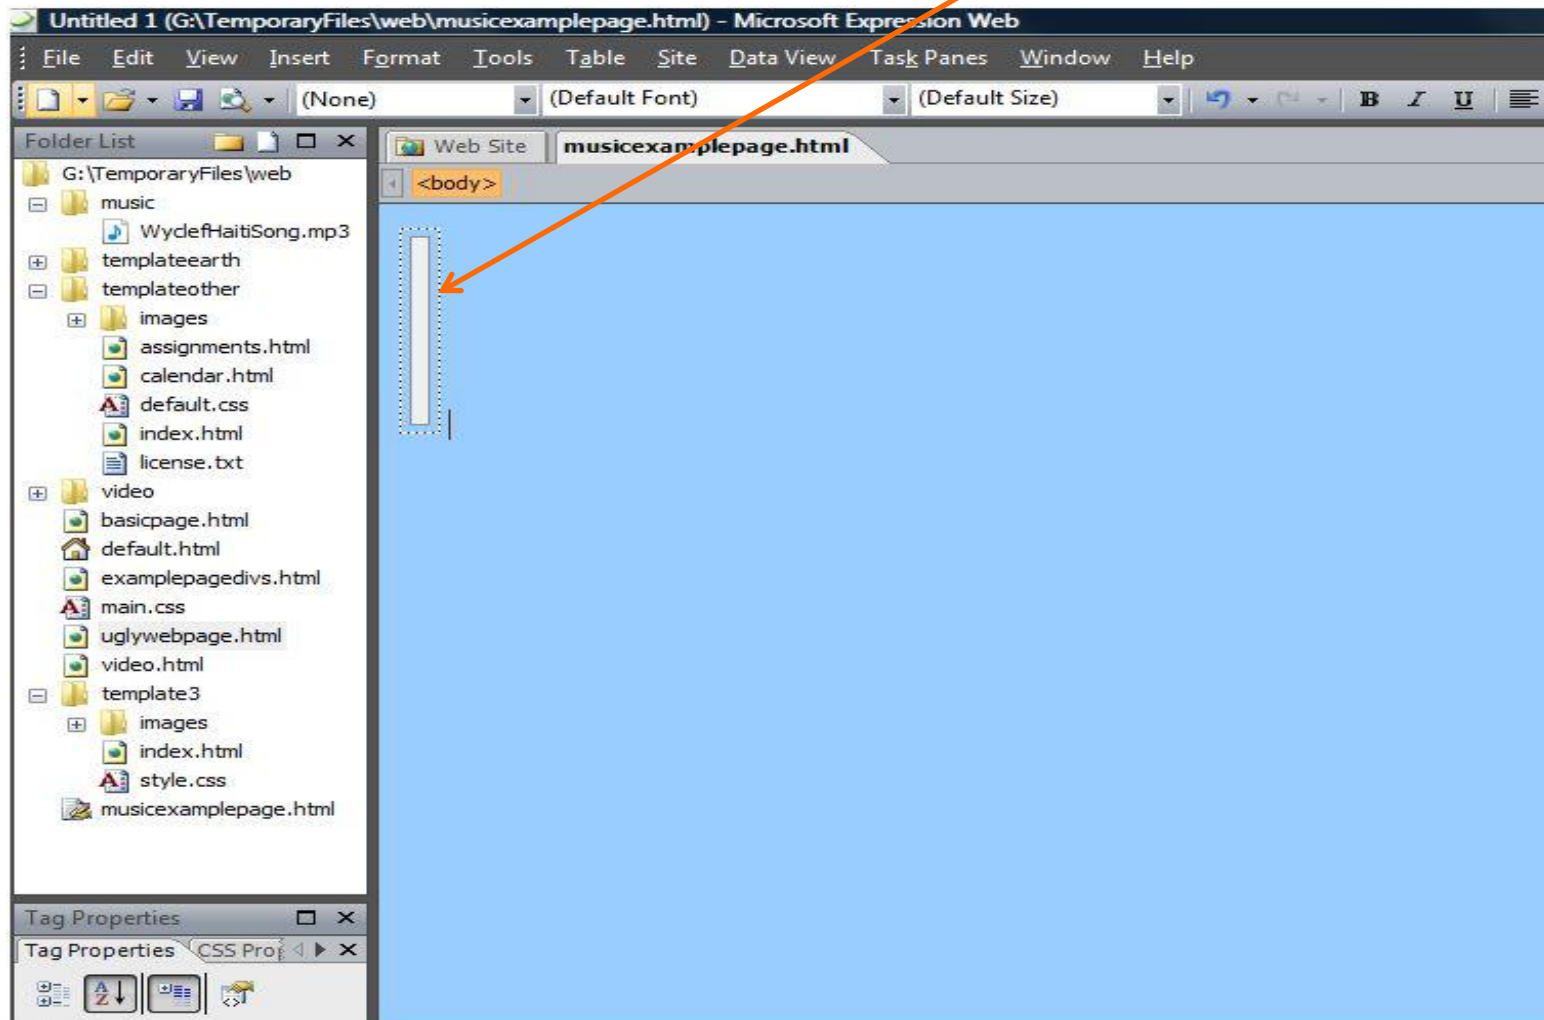 Untitled 1 (G:\TemporaryFiles\web\musicexamplepage.html) - Microsoft Expression Web
File Edit View Insert Format Tools Table Site Data View Task Panes Window Help
(None) (Default Font) (Default Size) B I U
Folder List
Web Site musicexamplepage.html
<body>
G:\TemporaryFiles\web
music
WyclefHaitiSong.mp3
templateearth
templateother
images
assignments.html
calendar.html
default.css
index.html
license.txt
video
basicpage.html
default.html
examplepagedivs.html
main.css
uglywebpage.html
video.html
template3
images
index.html
style.css
musicexamplepage.html
Tag Properties
Tag Properties CSS Prop